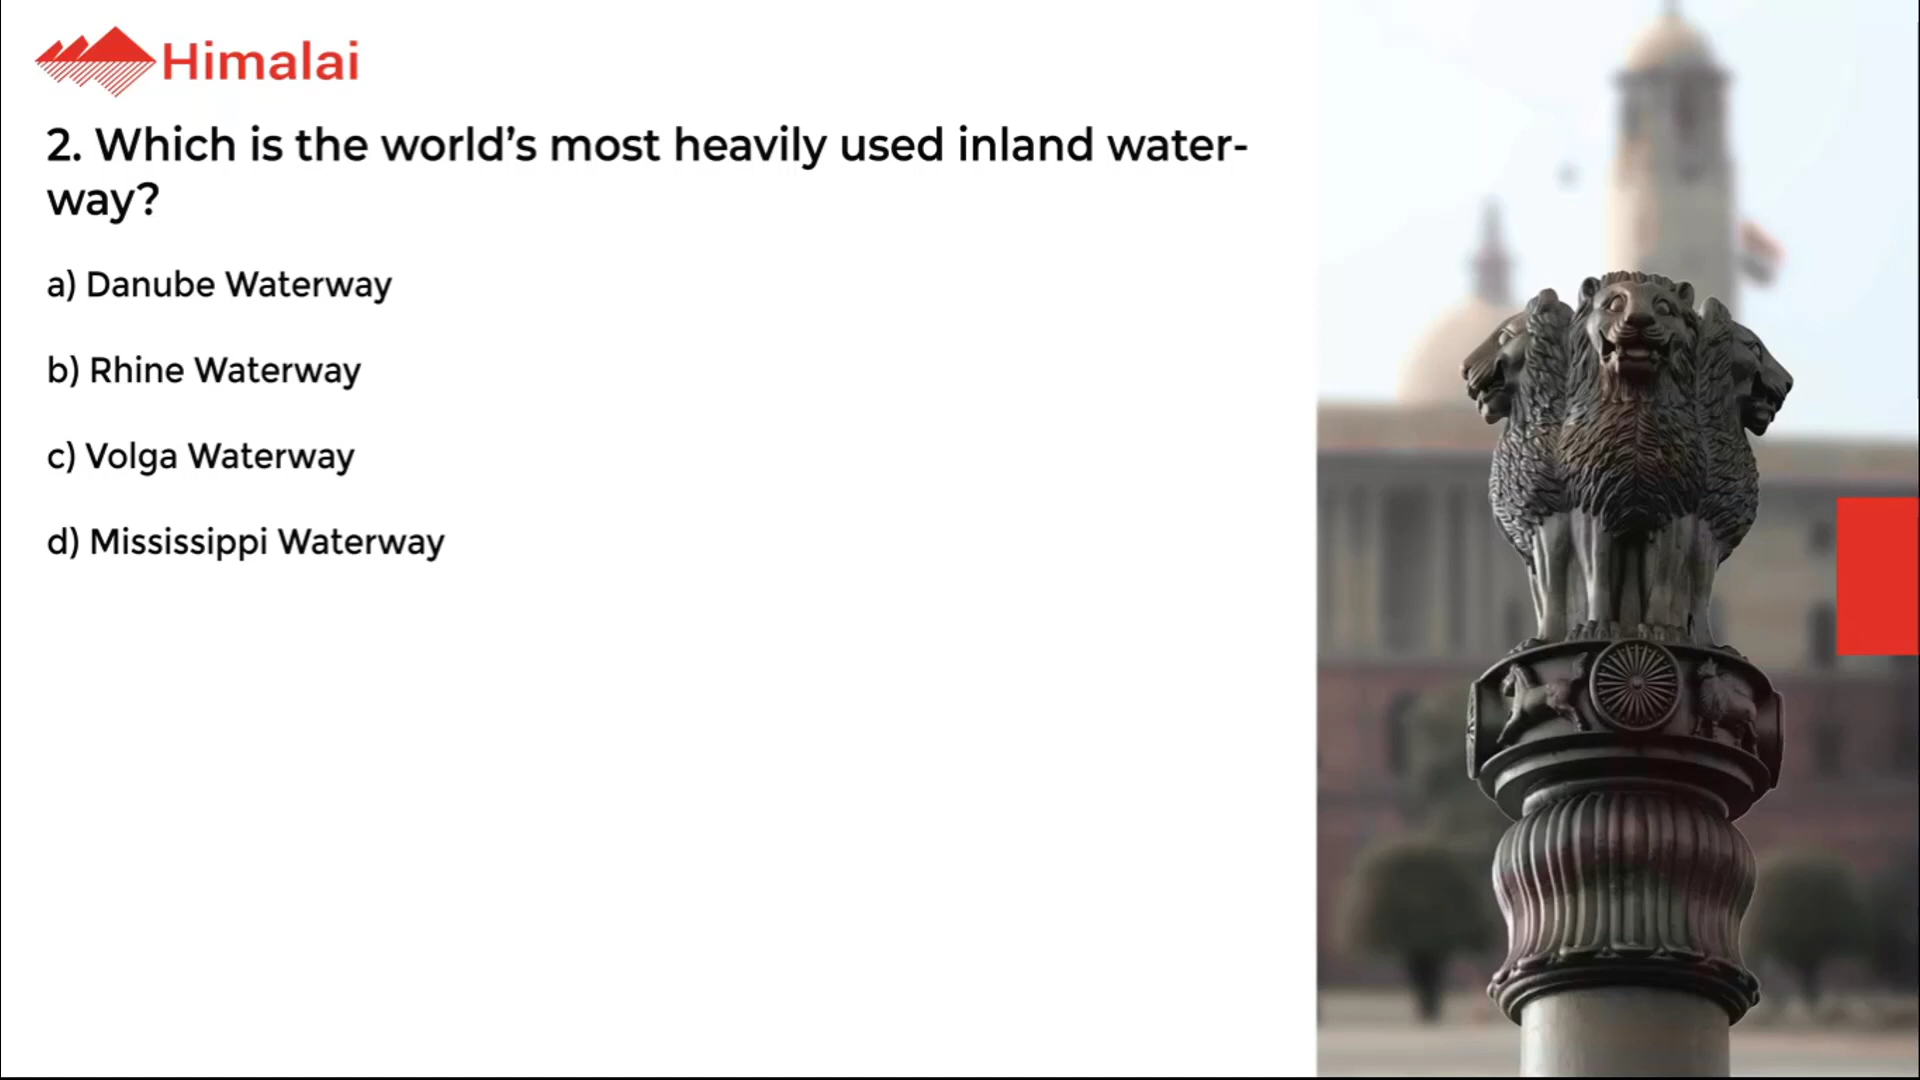 Himalai
2. Which is the world’s most heavily used inland water-
way?
a) Danube Waterway
b) Rhine Waterway
c) Volga Waterway
d) Mississippi Waterway